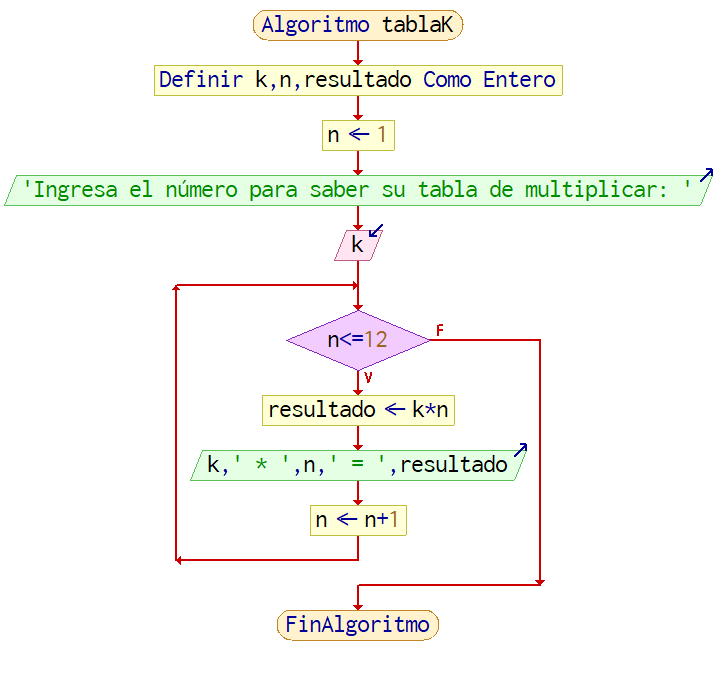 Algoritmo tablaK
Definir k,n,resultado Como Entero
n ← 1
'Ingresa el número para saber su tabla de multiplicar: '
k
n<=12
F
V
resultado ← k*n
k,' * ',n,' = ',resultado
n ← n+1
FinAlgoritmo